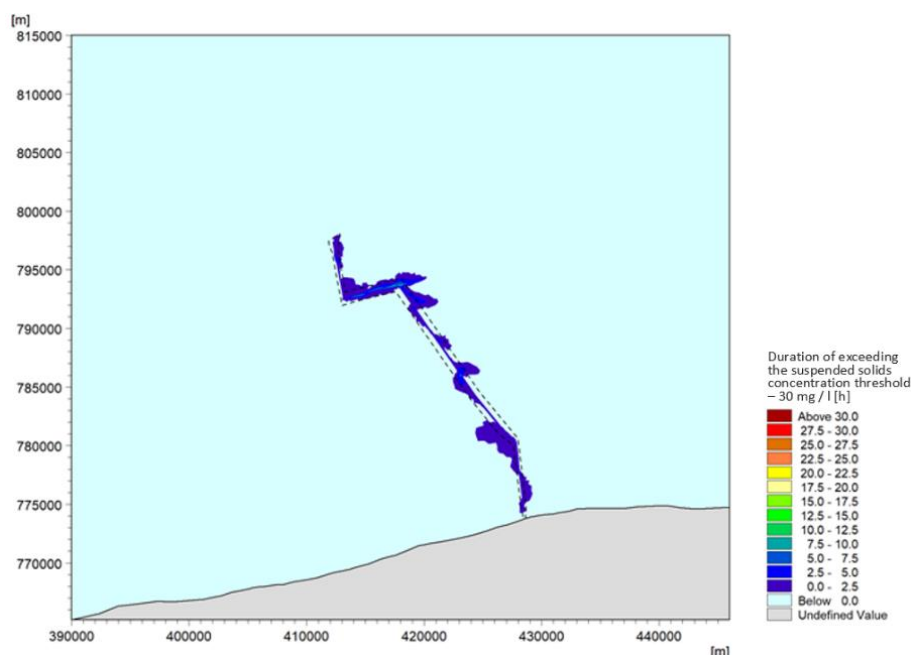 [m]
815000
810000
805000
800000
795000
790000
785000
780000
775000
770000
390000
400000
410000
420000
430000
440000
[m]
Duration of exceeding
the suspended solids
concentration threshold
– 30 mg / l [h]
Above 30.0
27.5 - 30.0
25.0 - 27.5
22.5 - 25.0
20.0 - 22.5
17.5 - 20.0
15.0 - 17.5
12.5 - 15.0
10.0 - 12.5
7.5 - 10.0
5.0 - 7.5
2.5 - 5.0
0.0 - 2.5
Below 0.0
Undefined Value